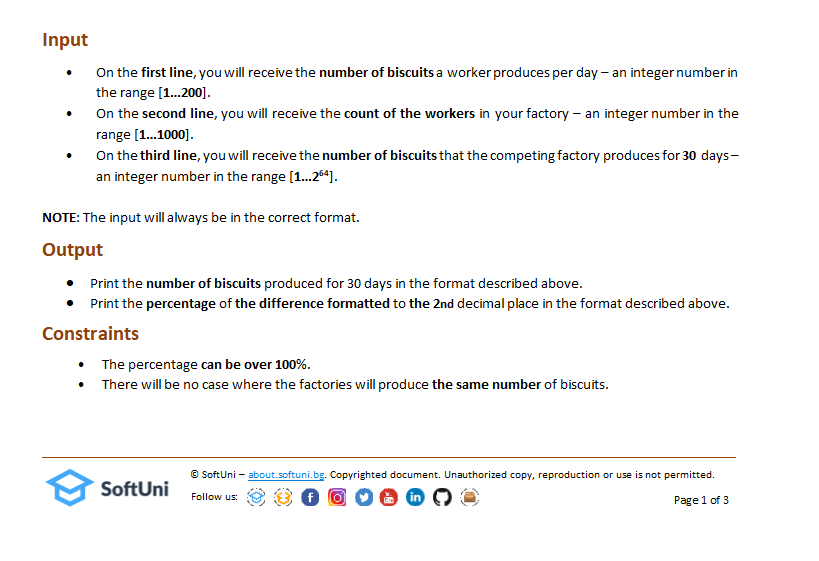 Input
• On the first line, you will receive the number of biscuits a worker produces per day – an integer number in
the range [1…200].
• On the second line, you will receive the count of the workers in your factory – an integer number in the
range [1…1000].
• On the third line, you will receive the number of biscuits that the competing factory produces for 30 days –
an integer number in the range [1…2⁶⁴].
NOTE: The input will always be in the correct format.
Output
• Print the number of biscuits produced for 30 days in the format described above.
• Print the percentage of the difference formatted to the 2nd decimal place in the format described above.
Constraints
• The percentage can be over 100%.
• There will be no case where the factories will produce the same number of biscuits.
SoftUni
© SoftUni – about.softuni.bg. Copyrighted document. Unauthorized copy, reproduction or use is not permitted.
Follow us:
Page 1 of 3